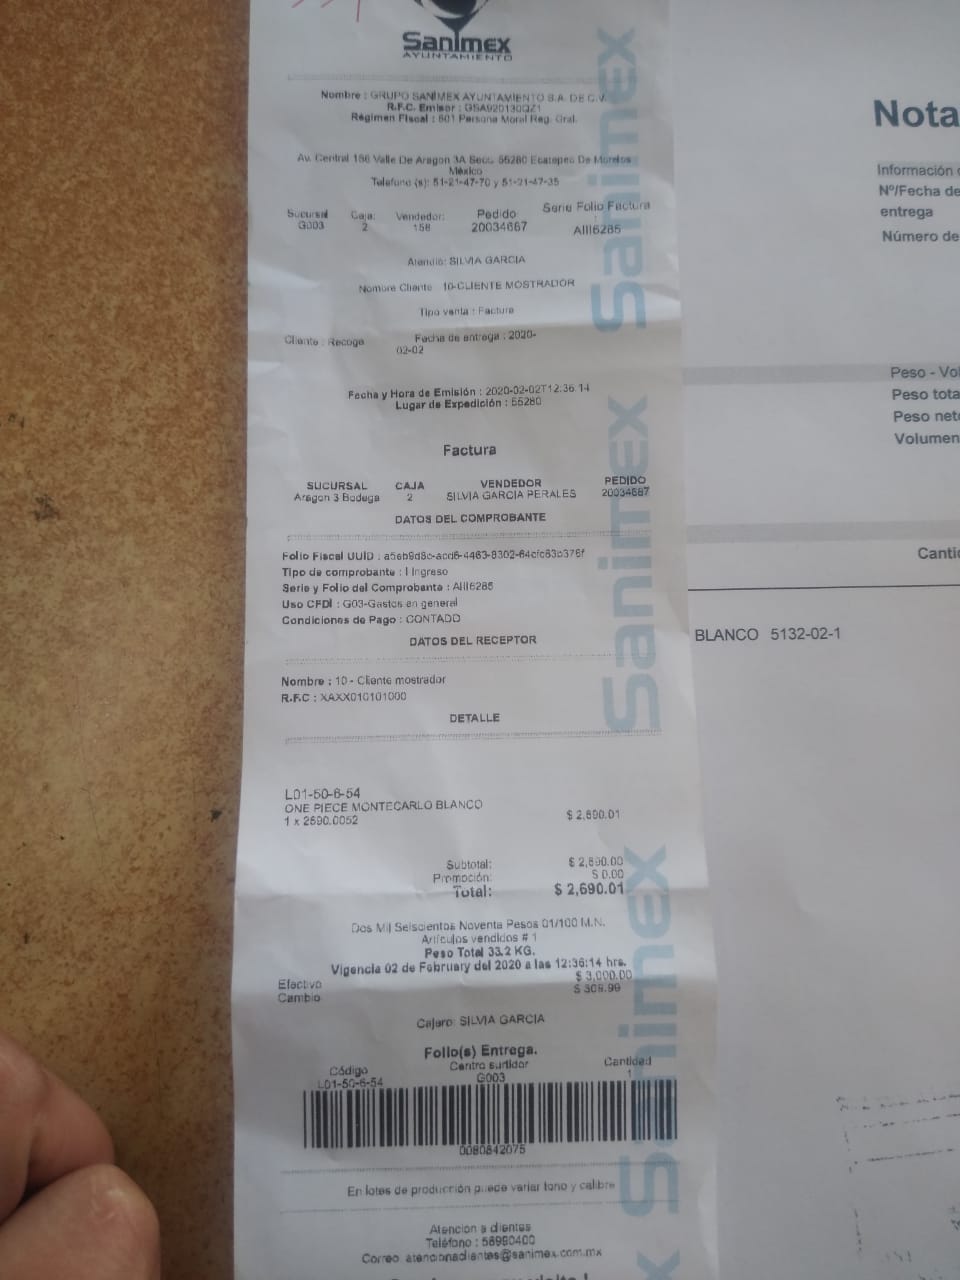 Sanimex
AYUNTAMIENTO
Nombre : GRUPO SANIMEX AYUNTAMIENTO S.A. DE C.V.
R.F.C. Emisor : GSA920130QZ1
Régimen Fiscal : 601 Persona Moral Reg. Gral.
Av. Central 156 Valle De Aragon 3A Secc. 55280 Ecatepec De Morelos
México
Telefono (s): 51-21-47-70 y 51-21-47-35
Sucursal Caja: Vendedor: Pedido Serie Folio Factura
:
G003 2 158 20034667 AIII6285
Atendio: SILVIA GARCIA
Nombre Cliente 10-CLIENTE MOSTRADOR
Tipo venta : Factura
Cliente : Recoge Fecha de entrega : 2020-
02-02
Fecha y Hora de Emisión : 2020-02-02T12:36:14
Lugar de Expedición : 55280
Factura
SUCURSAL CAJA VENDEDOR PEDIDO
Aragon 3 Bodega 2 SILVIA GARCIA PERALES 20034667
DATOS DEL COMPROBANTE
Folio Fiscal UUID :
Tipo de comprobante : I Ingreso
Serie y Folio del Comprobante : AIII6285
Uso CFDI : G03-Gastos en general
Condiciones de Pago : CONTADO
DATOS DEL RECEPTOR
Nombre : 10 - Cliente mostrador
R.F.C : XAXX010101000
DETALLE
L01-50-6-54
ONE PIECE MONTECARLO BLANCO
1 x 2690.0052 $ 2,690.01
Subtotal: $ 2,690.00
Promoción: $ 0.00
Total: $ 2,690.01
Dos Mil Seiscientos Noventa Pesos 01/100 M.N.
Artículos vendidos # 1
Peso Total 33.2 KG.
Vigencia 02 de February del 2020 a las 12:36:14 hrs.
Efectivo $ 3,000.00
Cambio $ 309.99
Cajero: SILVIA GARCIA
Folio(s) Entrega.
Código Centro surtidor Cantidad
L01-50-6-54 G003 1
0080842075
En lotes de producción puede variar tono y calibre
Atencion a clientes
Teléfono : 56990400
Correo atencionaclientes@sanimex.com.mx
Sanimex
Sanimex
Sanimex
Sanimex
Nota
Información
Nº/Fecha de
entrega
Número de
Peso - Vol
Peso tota
Peso neto
Volumen
Canti
BLANCO 5132-02-1